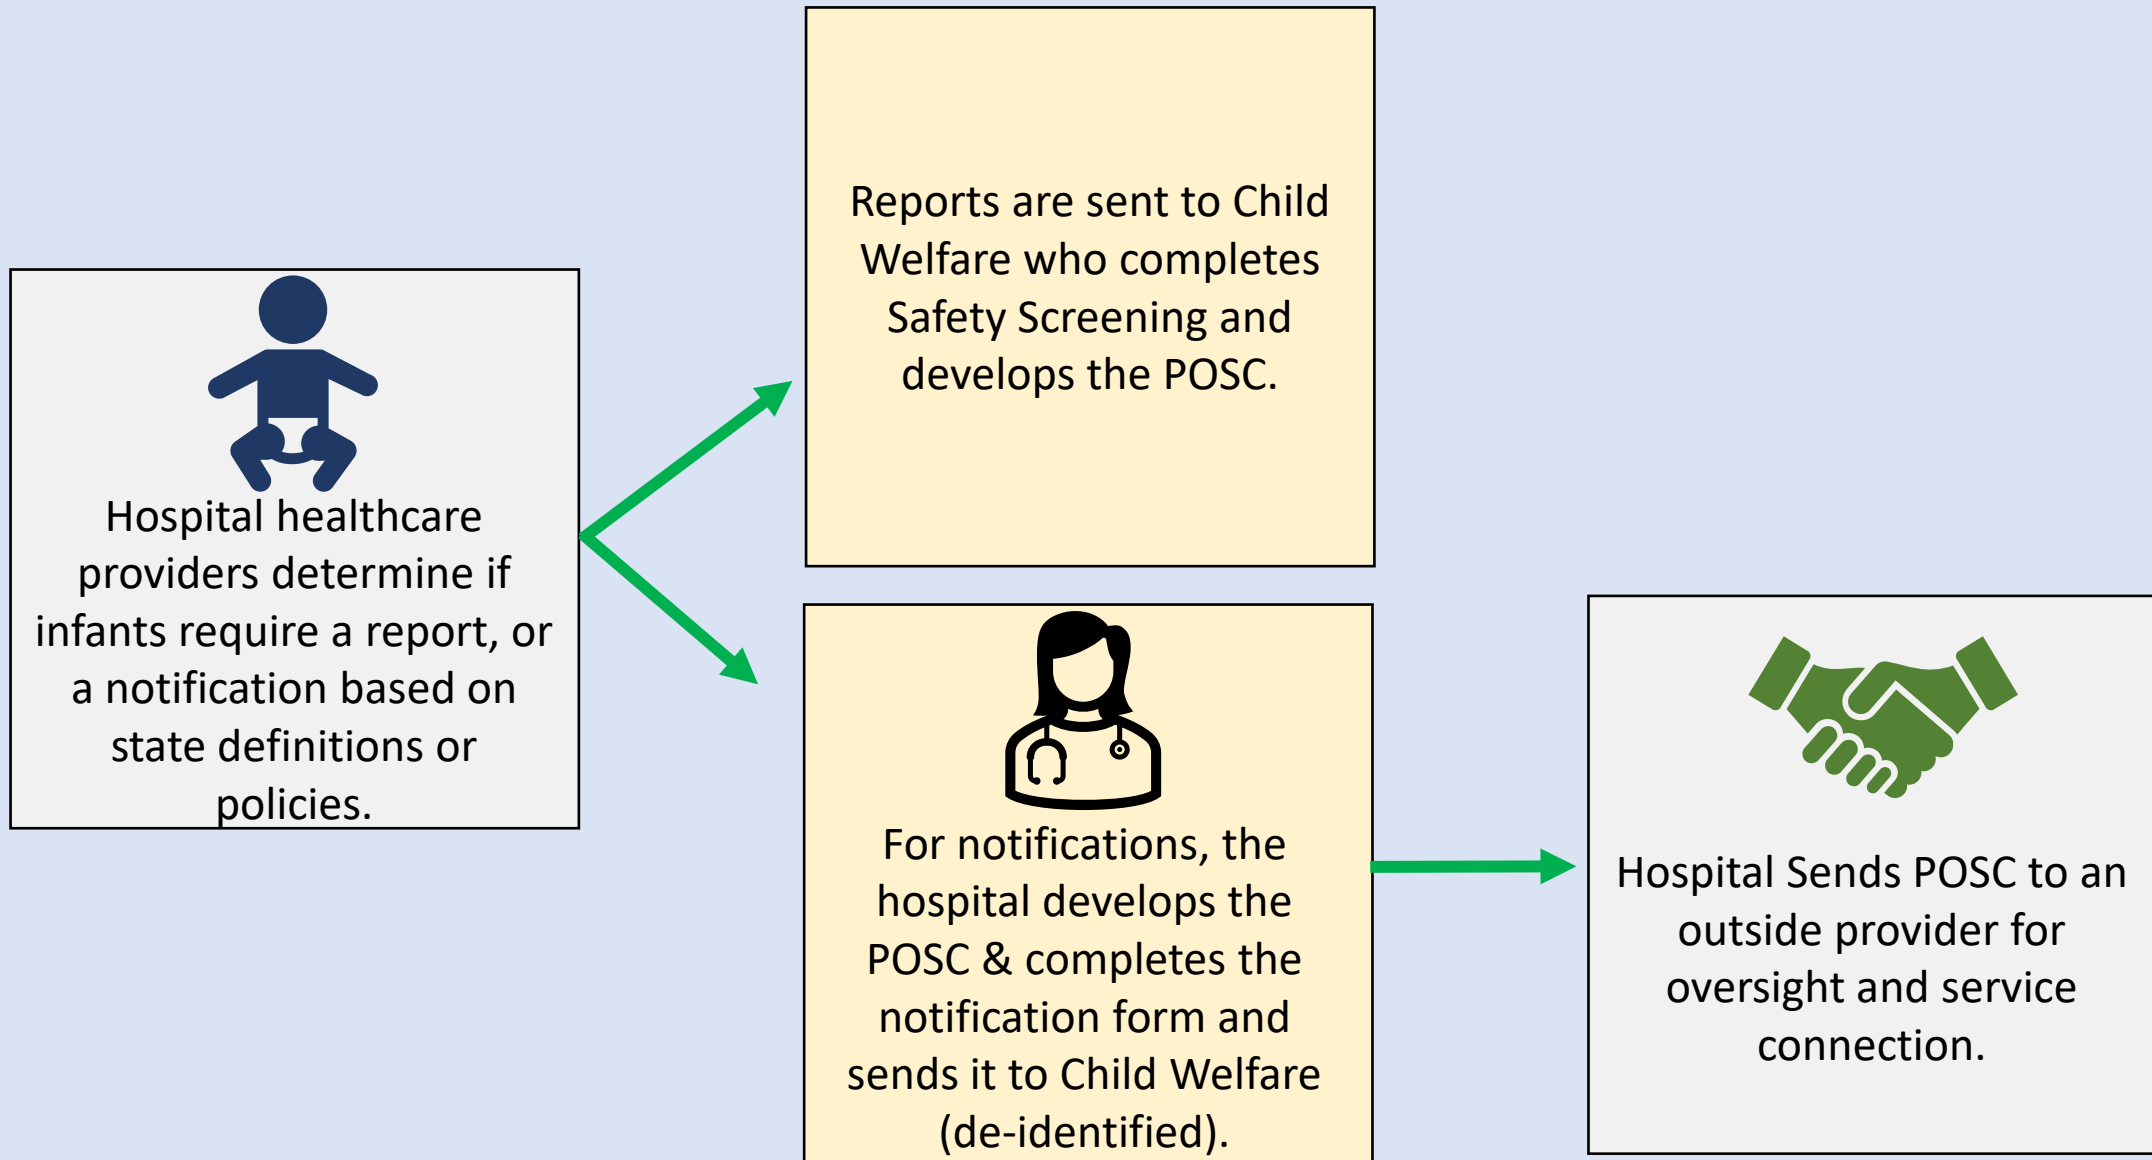 Hospital healthcare
providers determine if
infants require a report, or
a notification based on
state definitions or
policies.
Reports are sent to Child
Welfare who completes
Safety Screening and
develops the POSC.
For notifications, the
hospital develops the
POSC & completes the
notification form and
sends it to Child Welfare
(de-identified).
Hospital Sends POSC to an
outside provider for
oversight and service
connection.